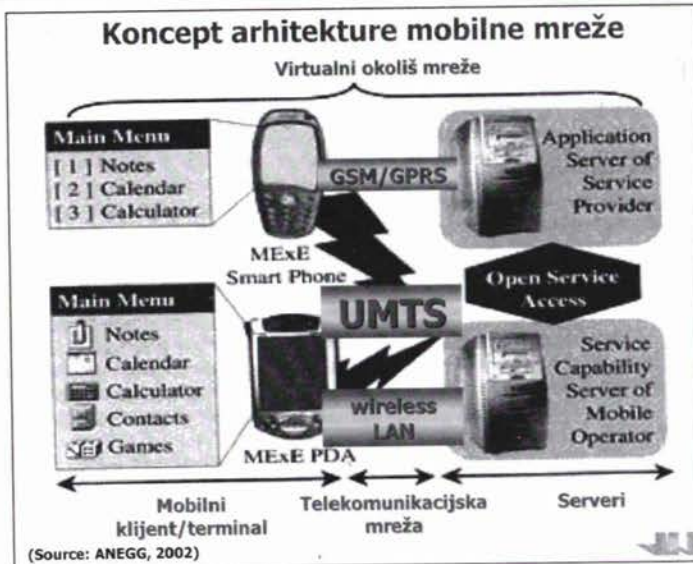 Koncept arhitekture mobilne mreže
Virtualni okoliš mreže
Main Menu
[ 1 ] Notes
[ 2 ] Calendar
[ 3 ] Calculator
MExE
Smart Phone
GSM/GPRS
Application
Server of
Service
Provider
Open Service
Access
UMTS
Main Menu
Notes
Calendar
Calculator
Contacts
Games
MExE PDA
wireless
LAN
Service
Capability
Server of
Mobile
Operator
Mobilni
klijent/terminal
Telekomunikacijska
mreža
Serveri
(Source: ANEGG, 2002)